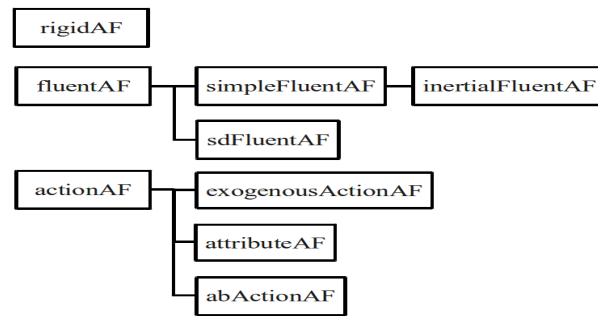 rigidAF
fluentAF
simpleFluentAF
inertialFluentAF
sdFluentAF
actionAF
exogenousActionAF
attributeAF
abActionAF